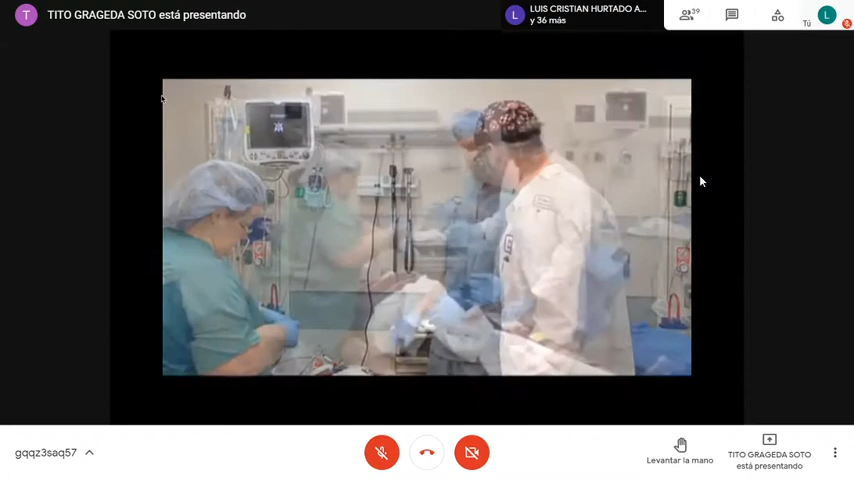 T
TITO GRAGEDA SOTO está presentando
L
LUIS CRISTIAN HURTADO A...
y 36 más
39
Tú
L
gqqz3saq57
Levantar la mano
TITO GRAGEDA SOTO
está presentando